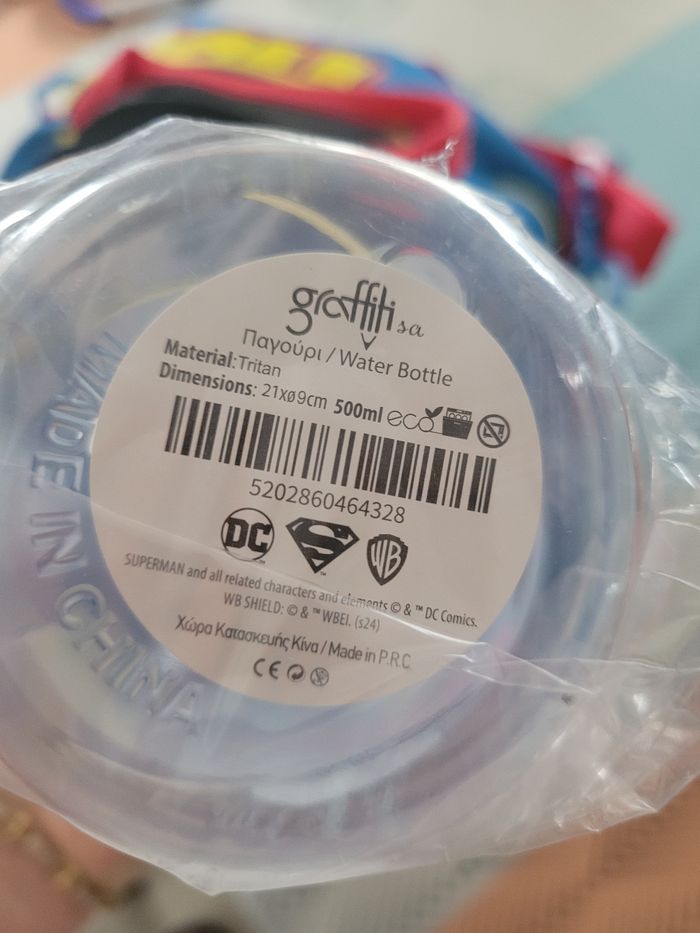 graffiti sa
Παγούρι / Water Bottle
Material: Tritan
Dimensions: 21xø9cm 500ml eco
5202860464328
DC S WB
SUPERMAN and all related characters and elements © & ™ DC Comics.
WB SHIELD: © & ™ WBEI. (s24)
Χώρα Κατασκευής Κίνα / Made in P.R.C.
CE
MADE IN CHINA